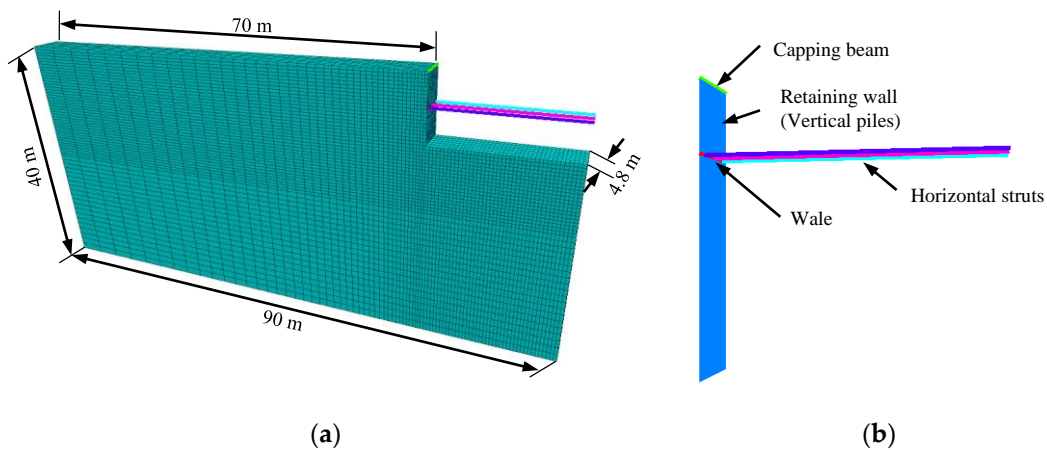 70 m
40 m
4.8 m
90 m
(a)
Capping beam
Retaining wall
(Vertical piles)
Horizontal struts
Wale
(b)